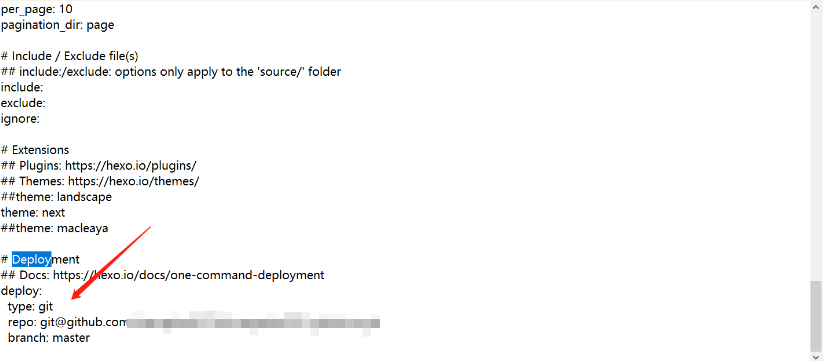 per_page: 10
pagination_dir: page
# Include / Exclude file(s)
## include:/exclude: options only apply to the 'source/' folder
include:
exclude:
ignore:
# Extensions
## Plugins: https://hexo.io/plugins/
## Themes: https://hexo.io/themes/
##theme: landscape
theme: next
##theme: macleaya
# Deployment
## Docs: https://hexo.io/docs/one-command-deployment
deploy:
type: git
repo: git@github.com
branch: master